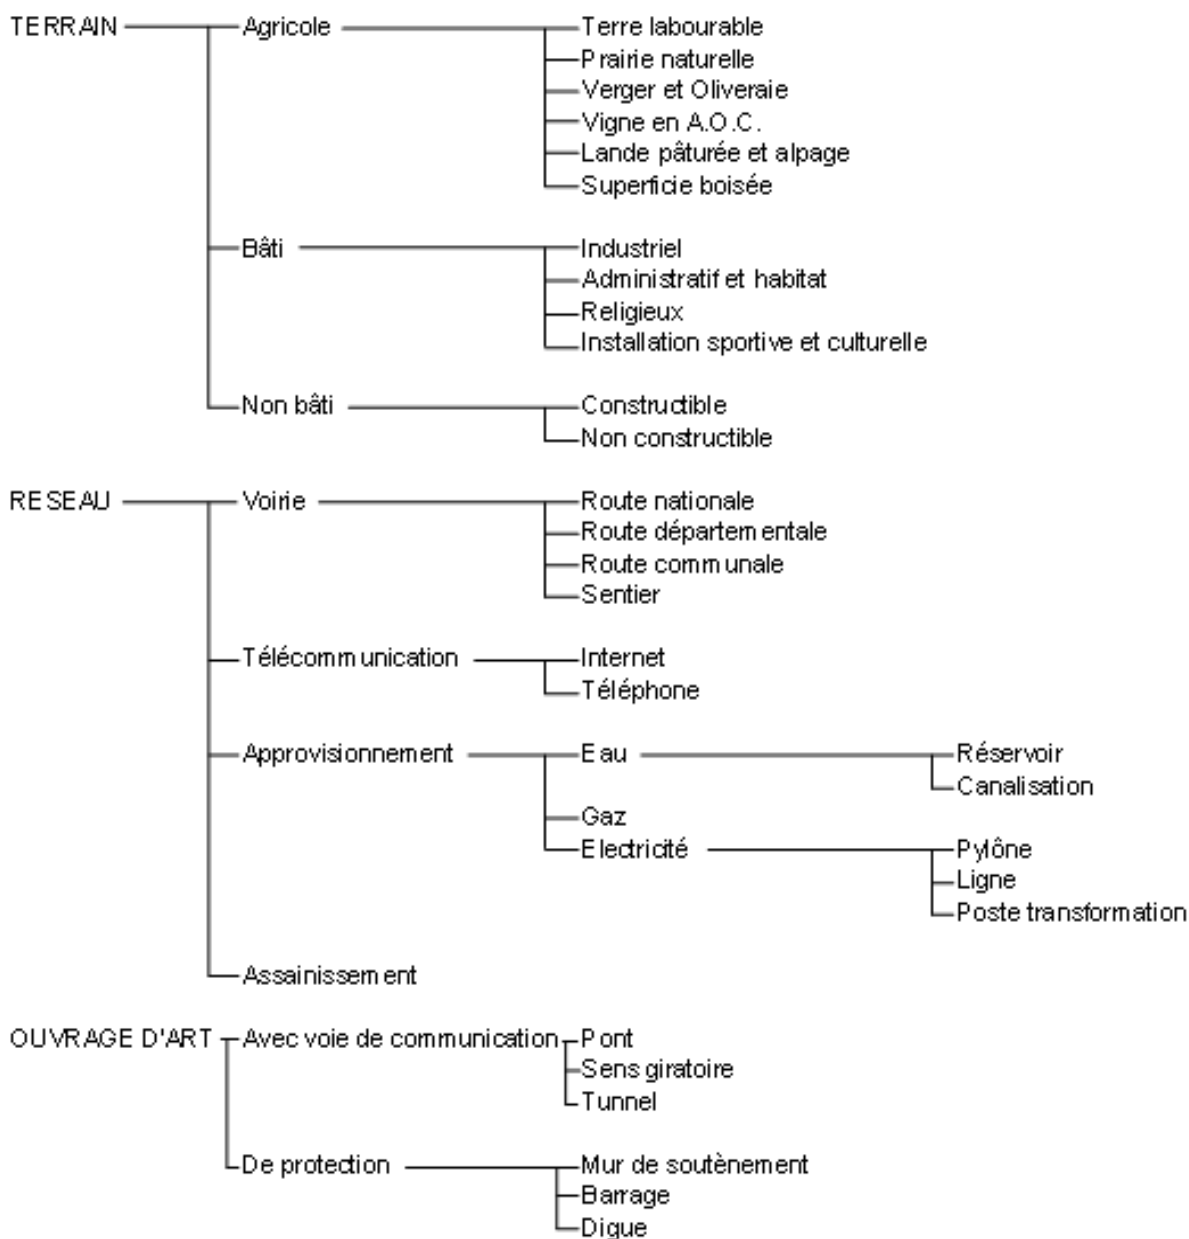 TERRAIN Agricole Terre labourable
Prairie naturelle
Verger et Oliveraie
Vigne en A.O.C.
Lande pâturée et alpage
Superficie boisée
Bâti Industriel
Administratif et habitat
Religieux
Installation sportive et culturelle
Non bâti Constructible
Non constructible
RESEAU Voirie Route nationale
Route départementale
Route communale
Sentier
Télécommunication Internet
Téléphone
Approvisionnement Eau Réservoir
Canalisation
Gaz
Electricité Pylône
Ligne
Poste transformation
Assainissement
OUVRAGE D'ART Avec voie de communication Pont
Sens giratoire
Tunnel
De protection Mur de soutènement
Barrage
Digue